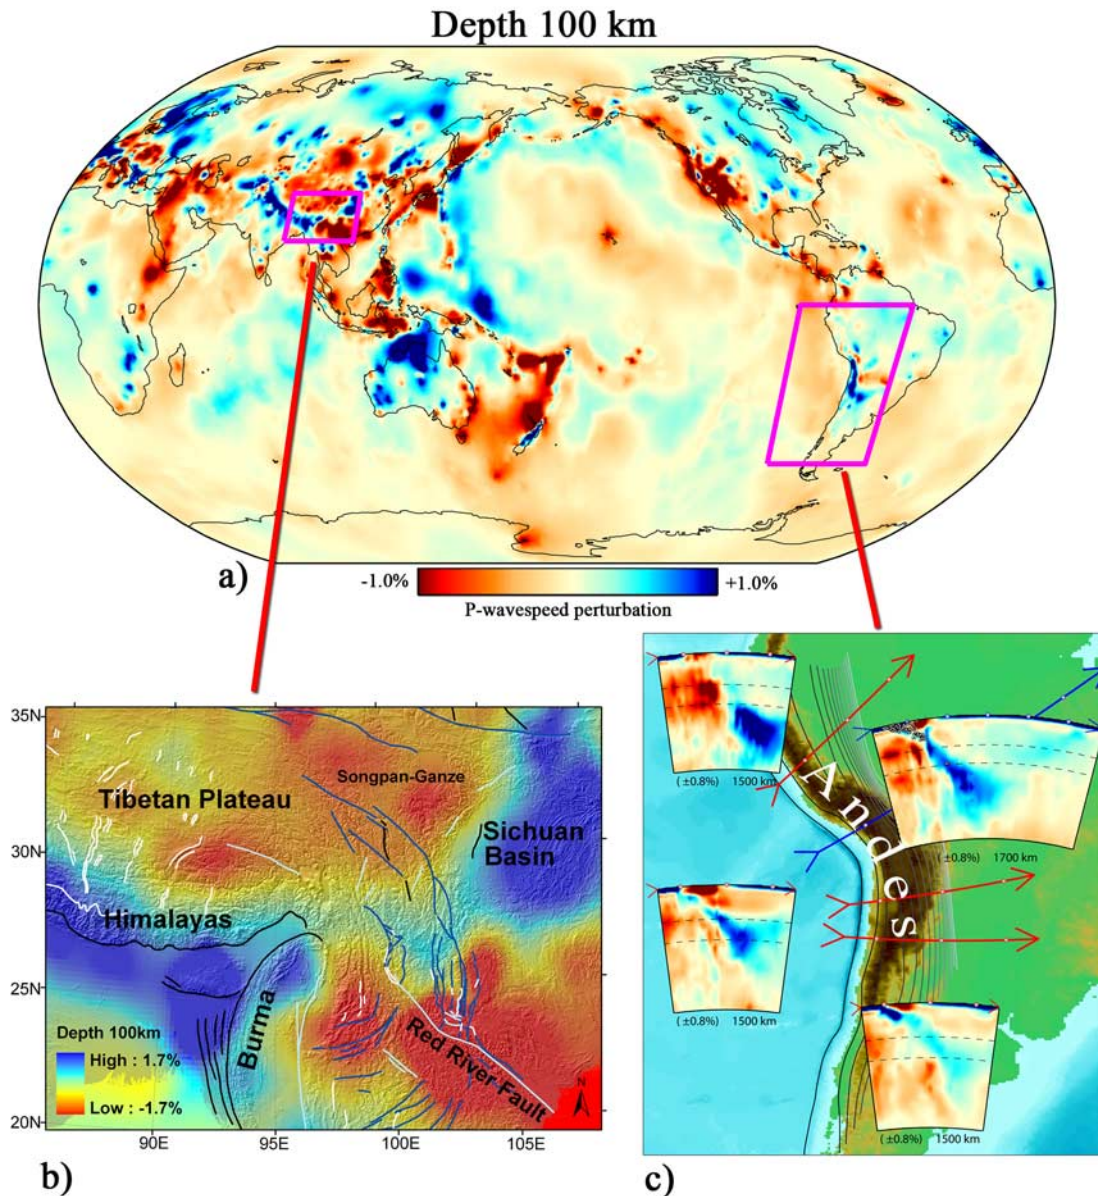 Depth 100 km
a)
-1.0%
+1.0%
P-wavespeed perturbation
35N
30N
25N
20N
90E
95E
100E
105E
Songpan-Ganze
Tibetan Plateau
Sichuan
Basin
Himalayas
Burma
Red River Fault
Depth 100km
High : 1.7%
Low : -1.7%
N
b)
(±0.8%) 1500 km
Andes
(±0.8%) 1700 km
(±0.8%) 1500 km
(±0.8%) 1500 km
c)